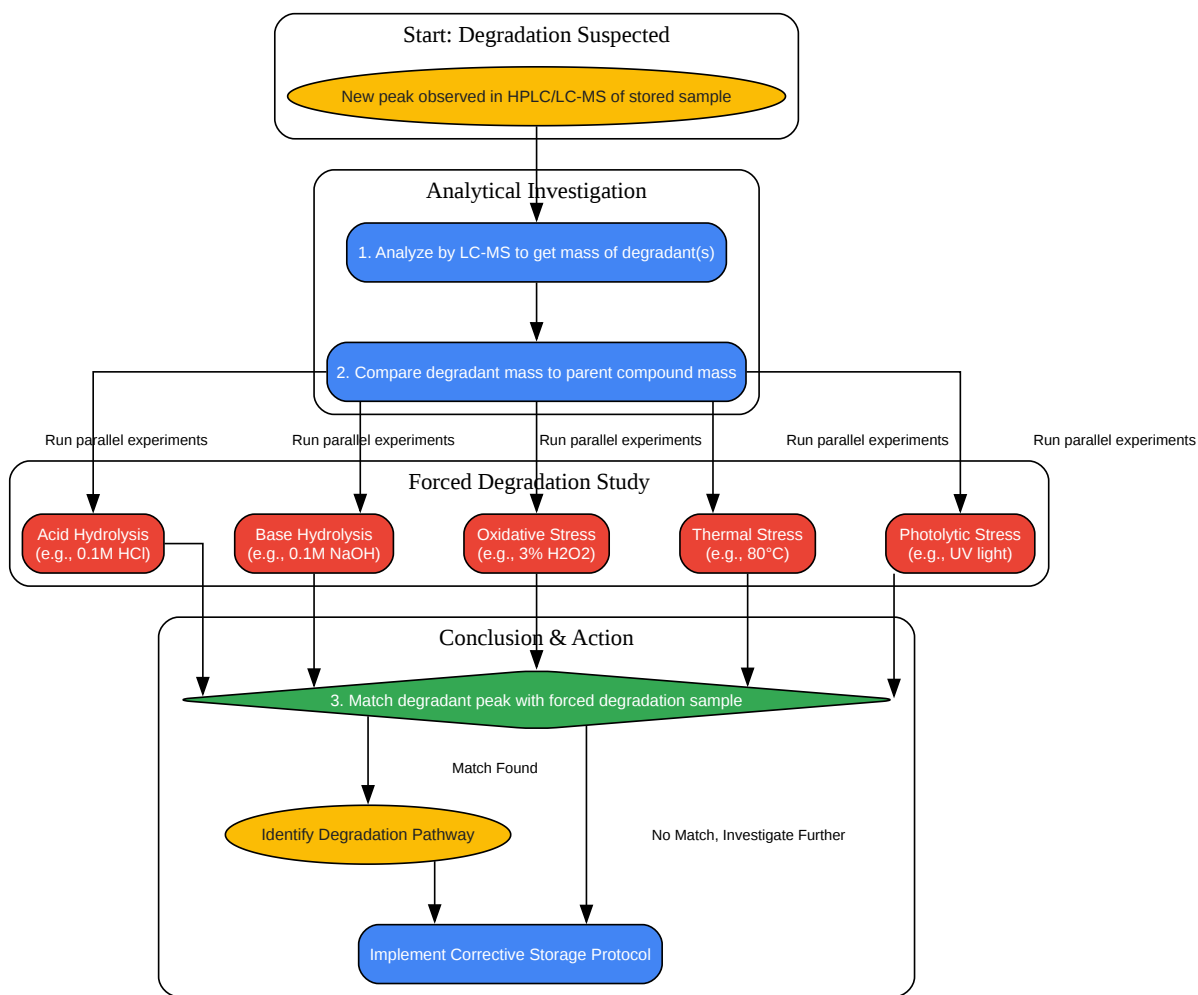 Start: Degradation Suspected
New peak observed in HPLC/LC-MS of stored sample
Analytical Investigation
1. Analyze by LC-MS to get mass of degradant(s)
2. Compare degradant mass to parent compound mass
Run parallel experiments
Run parallel experiments
Run parallel experiments
Run parallel experiments
Run parallel experiments
Forced Degradation Study
Acid Hydrolysis
(e.g., 0.1M HCl)
Base Hydrolysis
(e.g., 0.1M NaOH)
Oxidative Stress
(e.g., 3% H2O2)
Thermal Stress
(e.g., 80°C)
Photolytic Stress
(e.g., UV light)
Conclusion & Action
3. Match degradant peak with forced degradation sample
Match Found
Identify Degradation Pathway
No Match, Investigate Further
Implement Corrective Storage Protocol